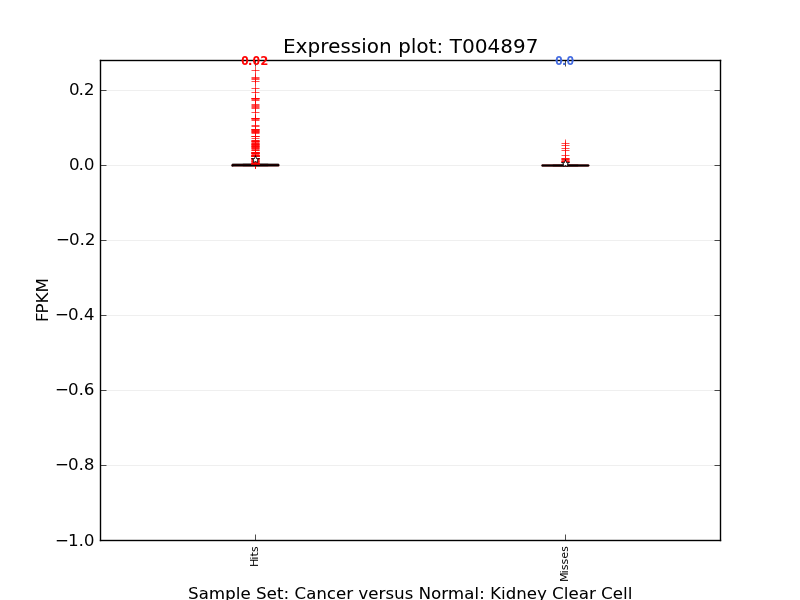 Expression plot: T004897
0.02
0.0
0.2
0.0
−0.2
−0.4
−0.6
−0.8
−1.0
FPKM
Hits
Misses
Sample Set: Cancer versus Normal: Kidney Clear Cell